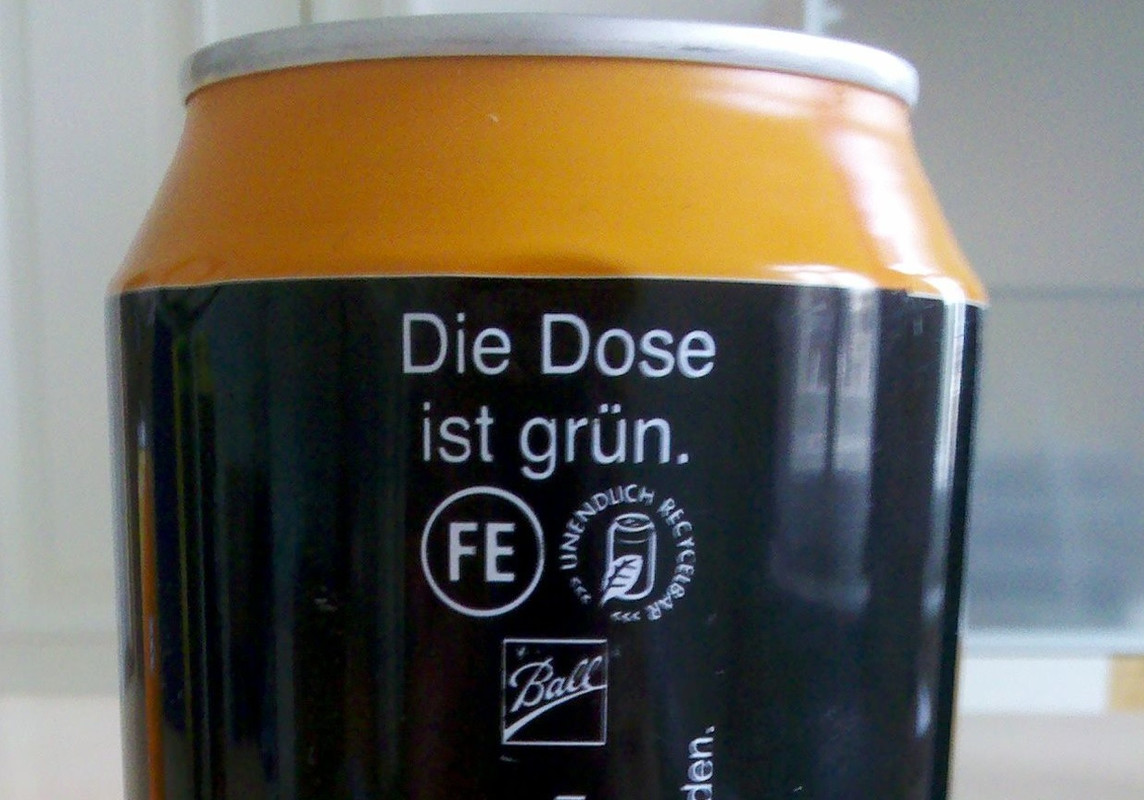 Die Dose
ist grün.
FE
UNENDLICH RECYCELBAR
Ball
den.